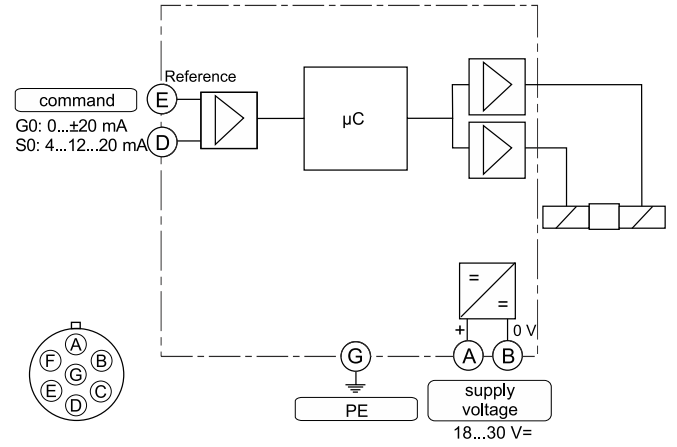 Reference
E
command
G0: 0...±20 mA
S0: 4...12...20 mA
D
µC
=
=
+
0 V
G
A
B
PE
supply
voltage
18...30 V=
A
F
B
G
E
C
D